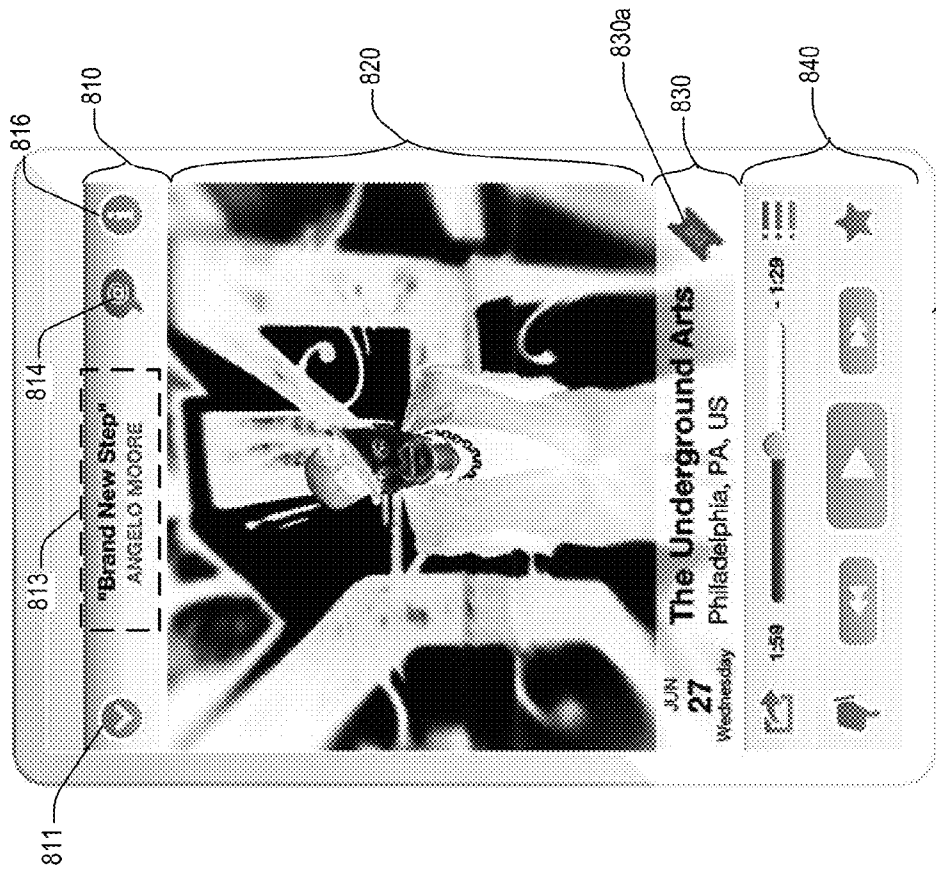 816
810
814
813
811
"Brand New Step"
ANGELO MOORE
820
JUN
27
Wednesday
The Underground Arts
Philadelphia, PA, US
830a
830
1:59
- 1:29
840